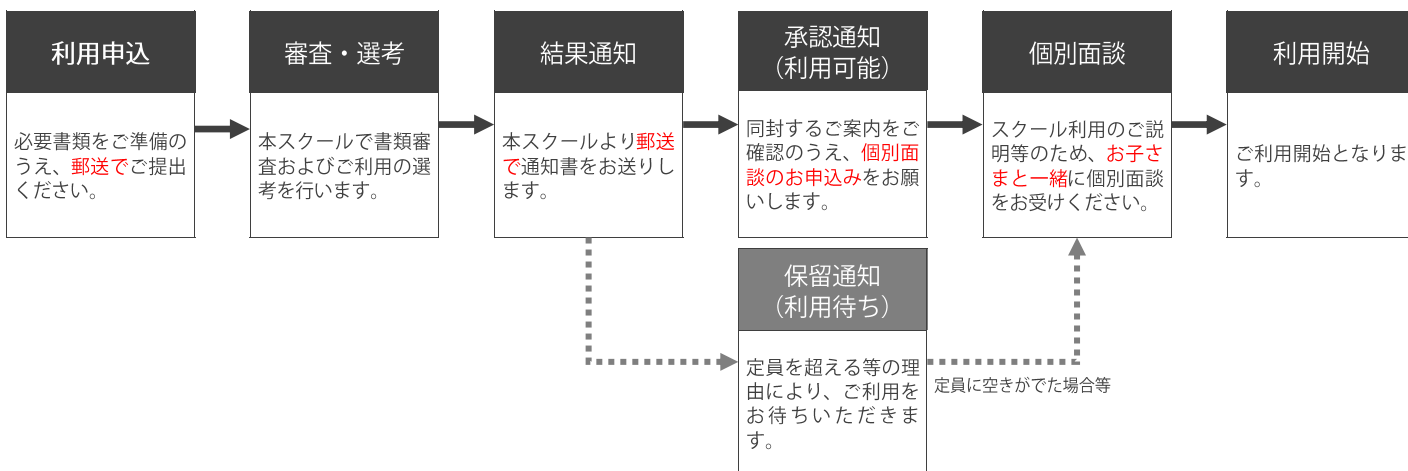 利用申込
必要書類をご準備の
うえ、郵送でご提出
ください。
審査・選考
本スクールで書類審
査およびご利用の選
考を行います。
結果通知
本スクールより郵送
で通知書をお送りし
ます。
承認通知
（利用可能）
同封するご案内をご
確認のうえ、個別面
談のお申込みをお願
いします。
個別面談
スクール利用のご説
明等のため、お子さ
まと一緒に個別面談
をお受けください。
利用開始
ご利用開始となりま
す。
保留通知
（利用待ち）
定員を超える等の理
由により、ご利用を
お待ちいただきま
す。
定員に空きがでた場合等